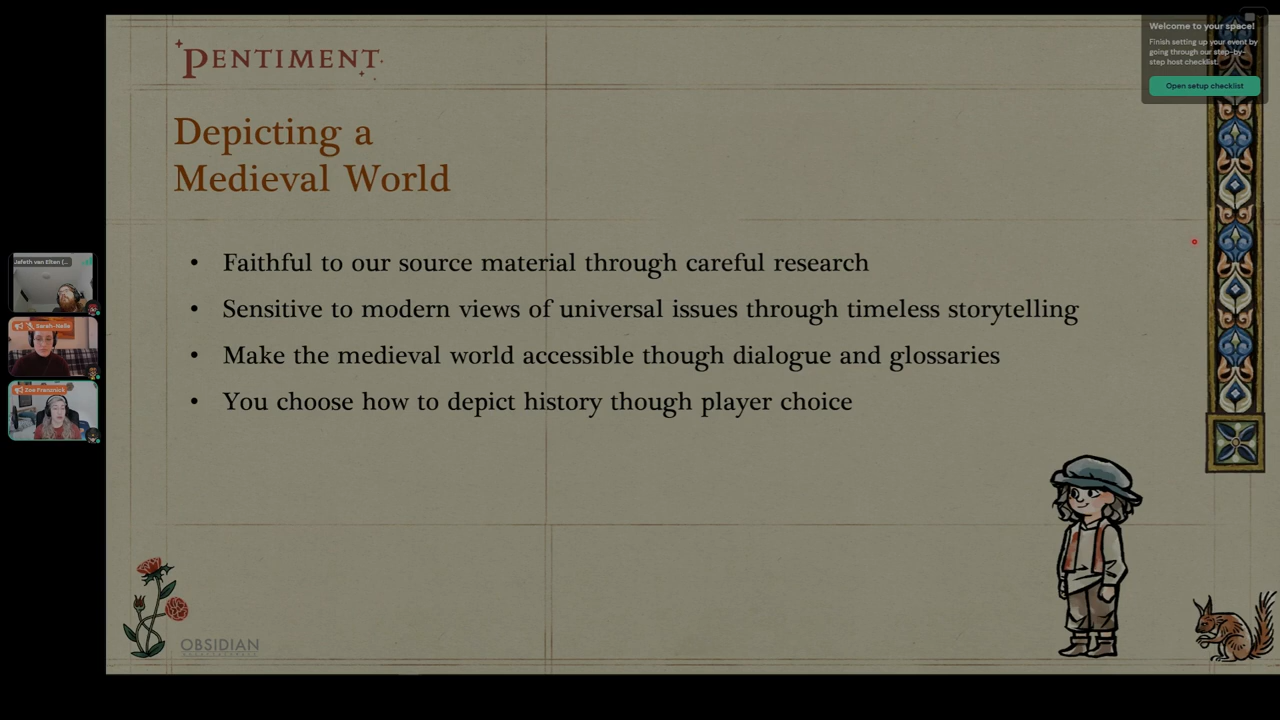 PENTIMENT
Depicting a
Medieval World
• Faithful to our source material through careful research
• Sensitive to modern views of universal issues through timeless storytelling
• Make the medieval world accessible though dialogue and glossaries
• You choose how to depict history though player choice
OBSIDIAN
Jafeth van Elten (...
Sarah-Nelle
Zoe Franznick
Welcome to your space!
Finish setting up your event by
going through our step-by-
step host checklist.
Open setup checklist